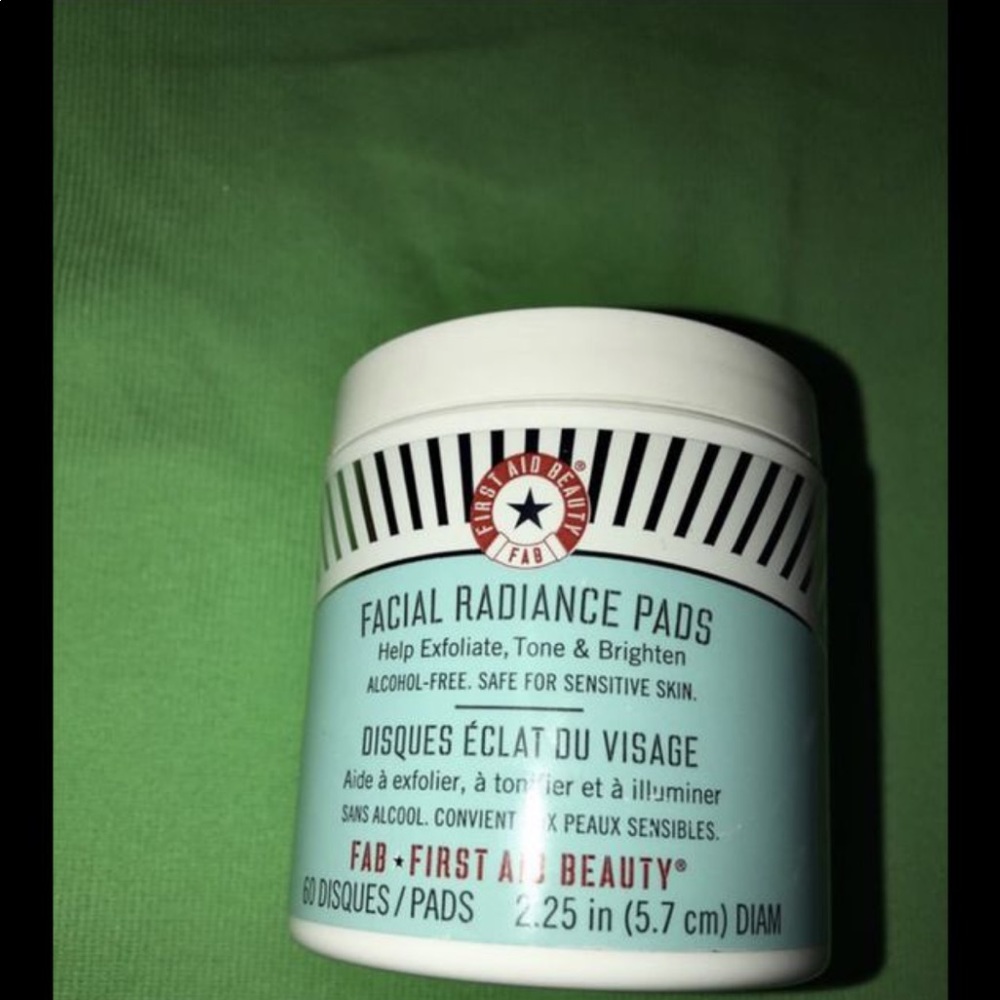 FIRST AID BEAUTY®
FAB
FACIAL RADIANCE PADS
Help Exfoliate, Tone & Brighten
ALCOHOL-FREE. SAFE FOR SENSITIVE SKIN.
DISQUES ÉCLAT DU VISAGE
Aide à exfolier, à tonifier et à illuminer
SANS ALCOOL. CONVIENT PEAUX SENSIBLES.
FAB ★ FIRST AID BEAUTY®
60 DISQUES / PADS 2.25 in (5.7 cm) DIAM